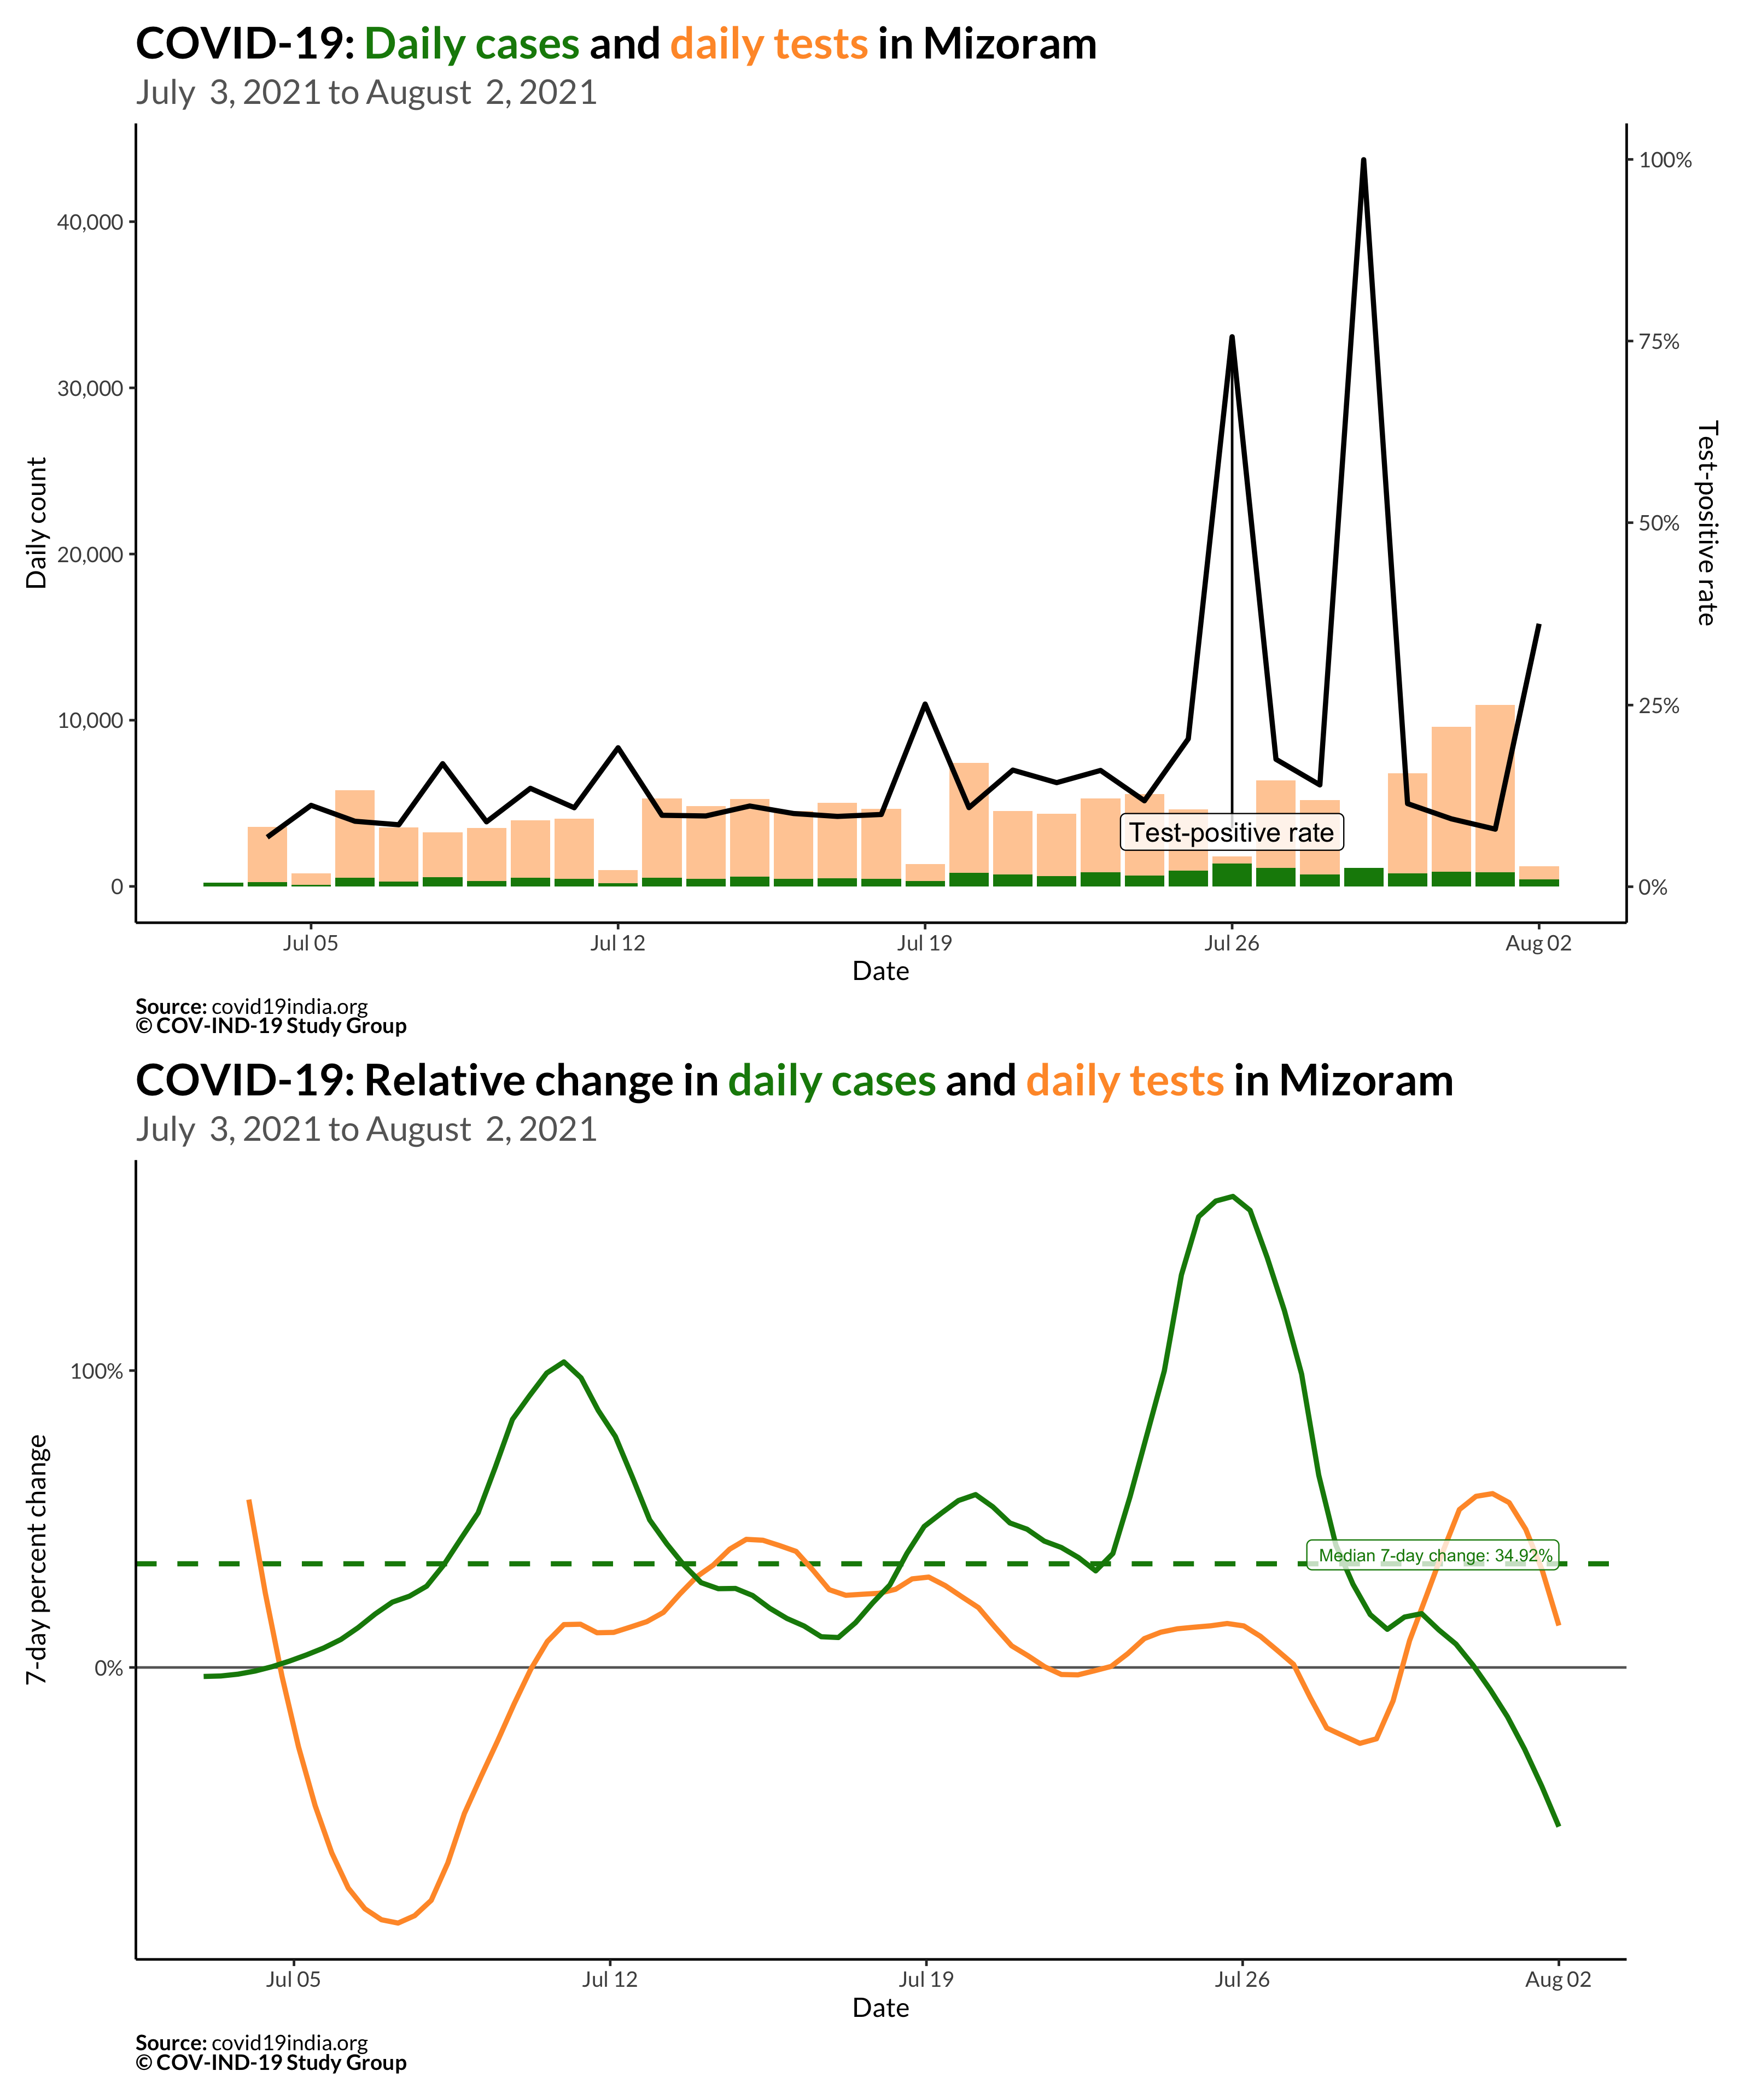 COVID-19: Daily cases and daily tests in Mizoram
July  3, 2021 to August  2, 2021
Daily count
40,000
30,000
20,000
10,000
0
Test-positive rate
100%
75%
50%
25%
0%
Test-positive rate
Jul 05
Jul 12
Jul 19
Jul 26
Aug 02
Date
Source: covid19india.org
© COV-IND-19 Study Group
COVID-19: Relative change in daily cases and daily tests in Mizoram
July  3, 2021 to August  2, 2021
7-day percent change
100%
0%
Median 7-day change: 34.92%
Jul 05
Jul 12
Jul 19
Jul 26
Aug 02
Date
Source: covid19india.org
© COV-IND-19 Study Group